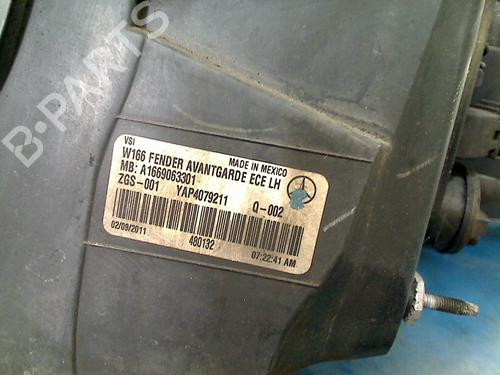 B-PARTS
VSI
W166 FENDER AVANTGARDE ECE LH
MADE IN MEXICO
MB: A1669063301
ZGS-001 YAP4079211 Q-002
02/09/2011 480132 07:22:41 AM